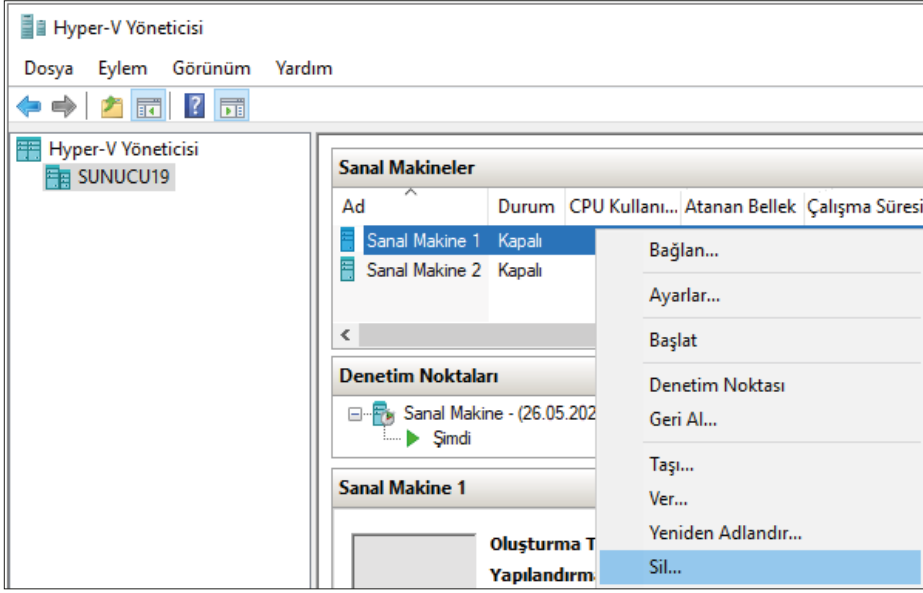 Hyper-V Yöneticisi
Dosya Eylem Görünüm Yardım
Hyper-V Yöneticisi
SUNUCU19
Sanal Makineler
Ad Durum CPU Kullanı... Atanan Bellek Çalışma Süresi
Sanal Makine 1 Kapalı
Sanal Makine 2 Kapalı
Denetim Noktaları
Sanal Makine - (26.05.202
Şimdi
Sanal Makine 1
Oluşturma T
Yapılandırm
Bağlan...
Ayarlar...
Başlat
Denetim Noktası
Geri Al...
Taşı...
Ver...
Yeniden Adlandır...
Sil...